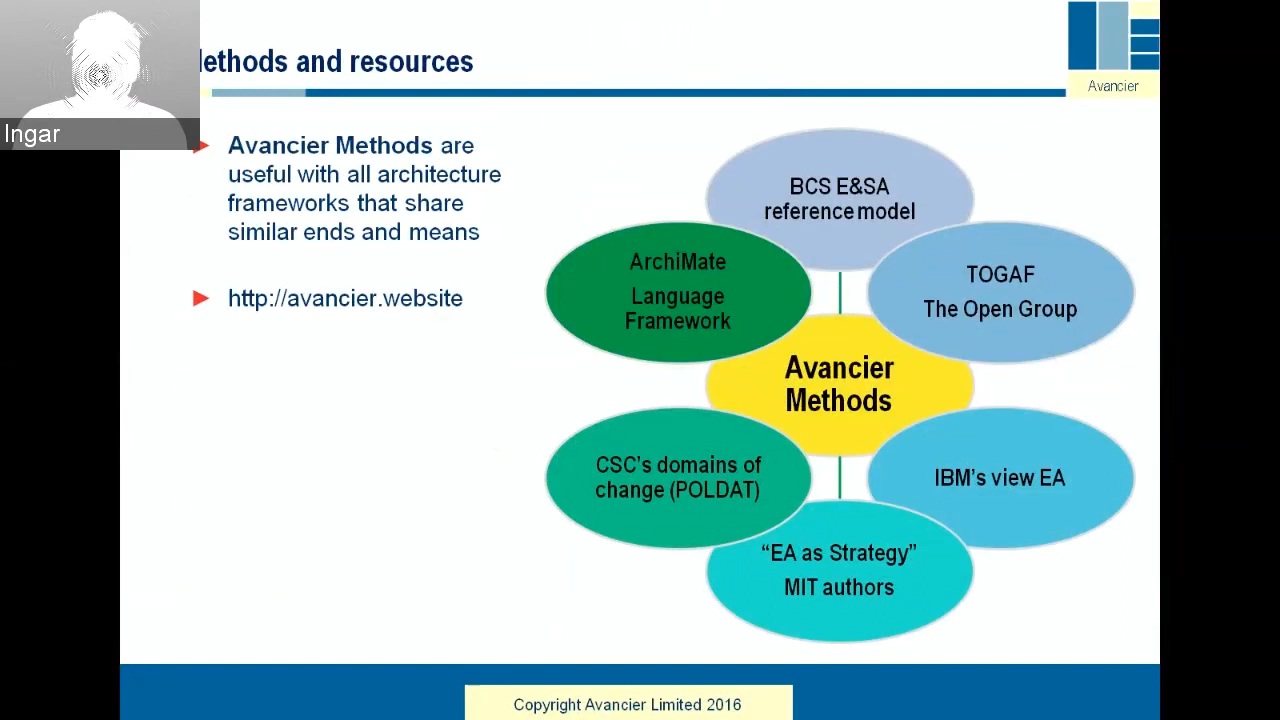 Methods and resources
Avancier
Ingar
Avancier Methods are
useful with all architecture
frameworks that share
similar ends and means
http://avancier.website
BCS E&SA
reference model
ArchiMate
Language
Framework
TOGAF
The Open Group
Avancier
Methods
CSC's domains of
change (POLDAT)
IBM's view EA
“EA as Strategy”
MIT authors
Copyright Avancier Limited 2016